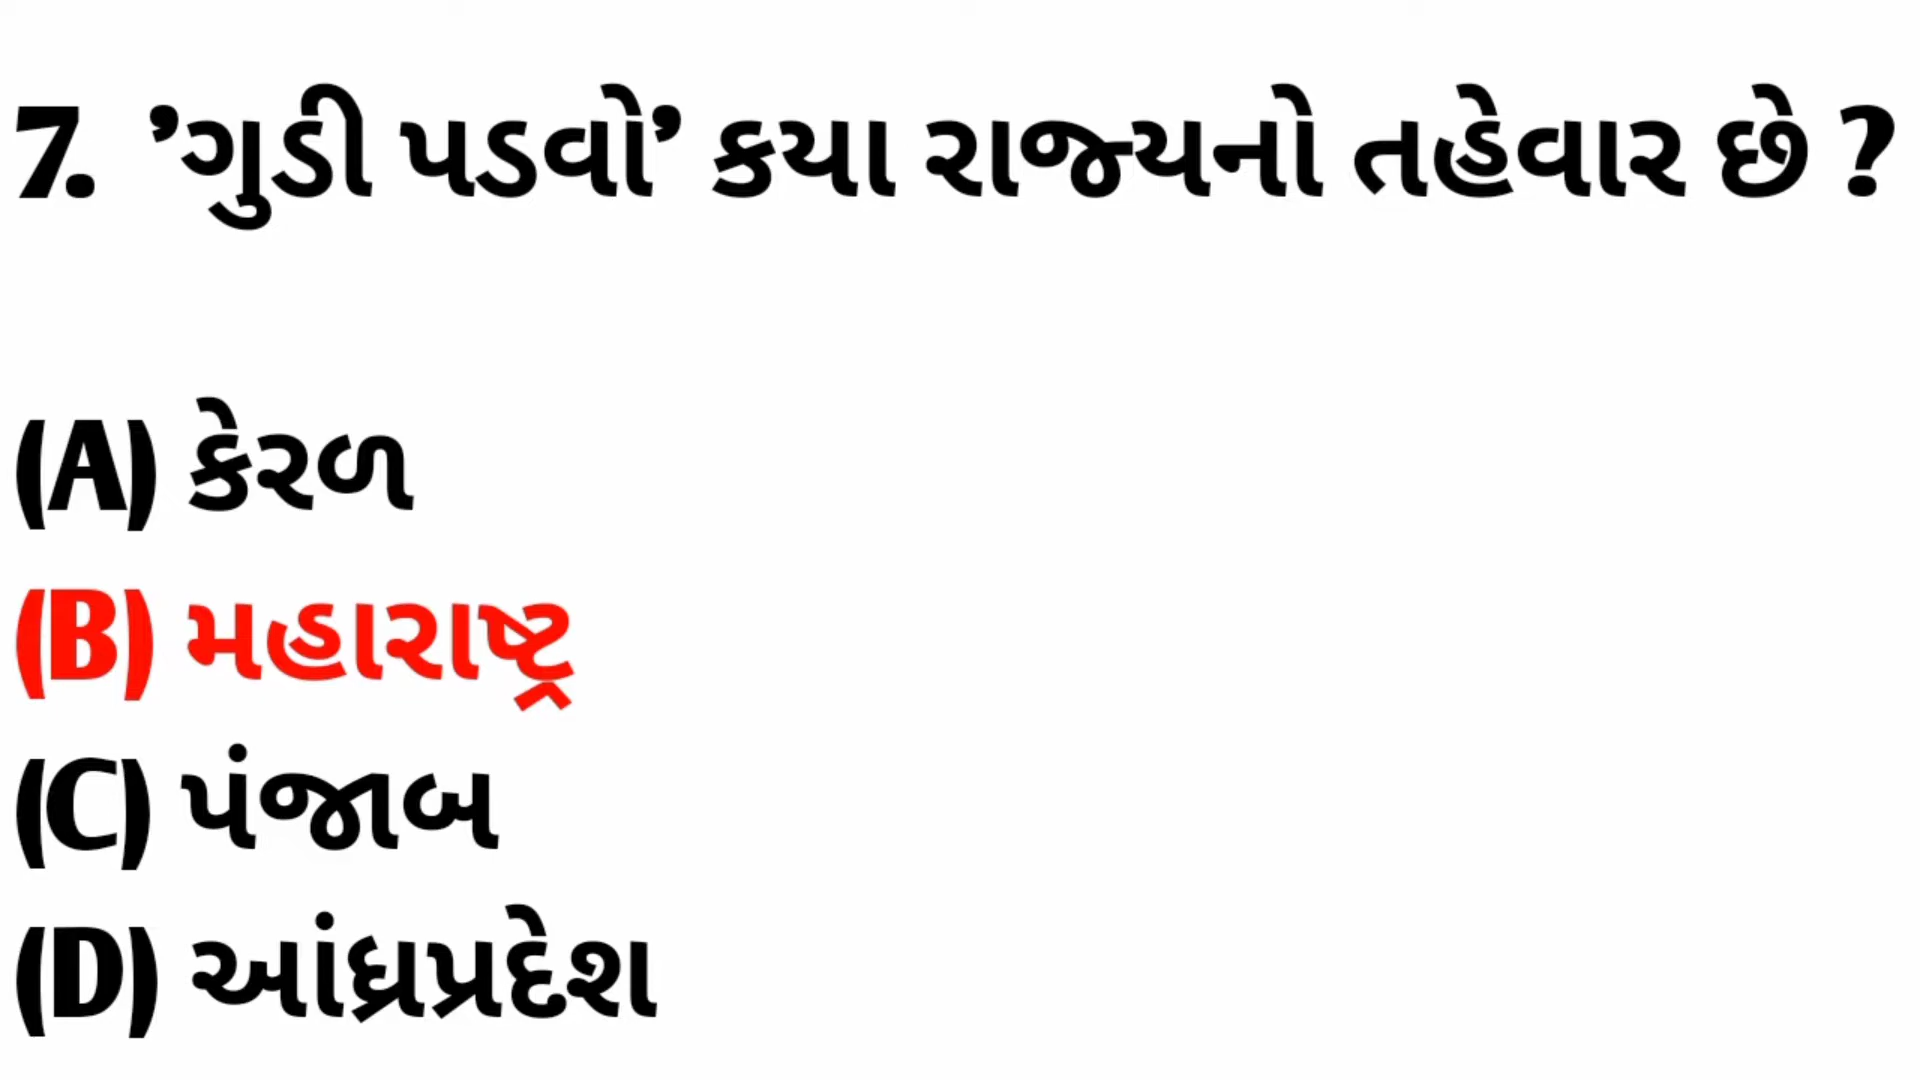 7. ’ગુડી પડવો’ કયા રાજ્યનો તહેવાર છે ?
(A) કેરળ
(B) મહારાષ્ટ્ર
(C) પંજાબ
(D) આંધ્રપ્રદેશ